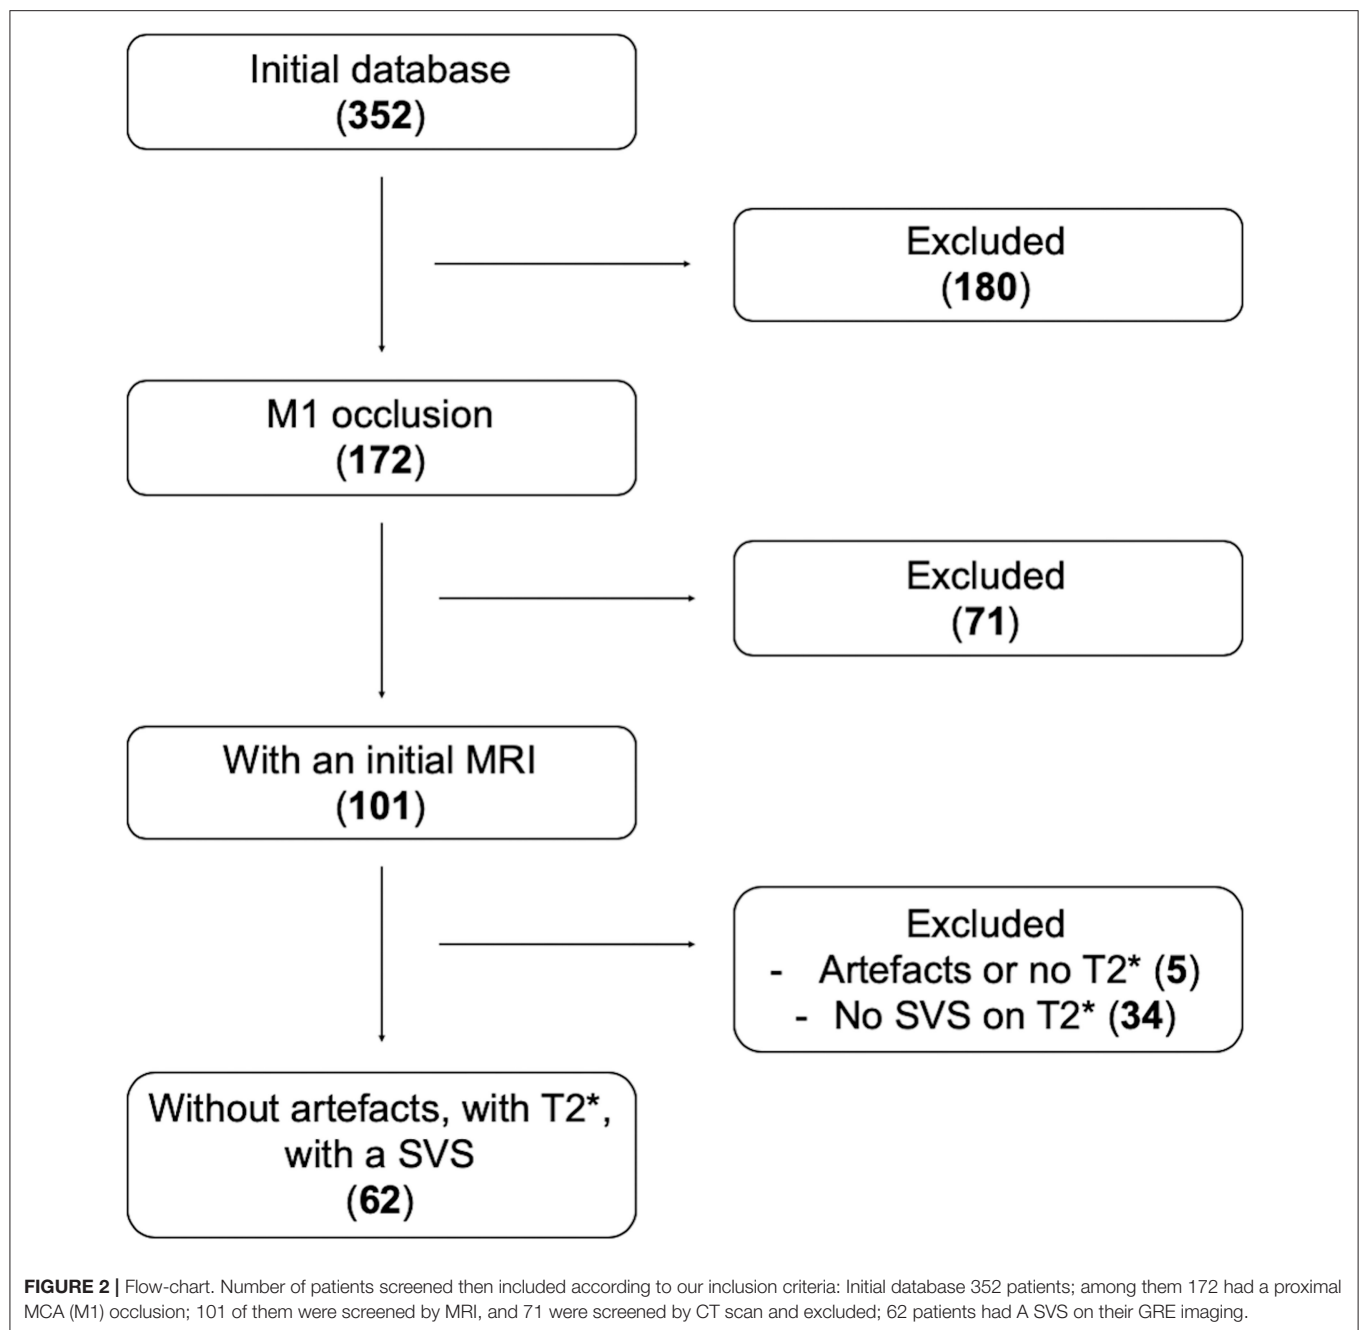 Initial database
(352)
Excluded
(180)
M1 occlusion
(172)
Excluded
(71)
With an initial MRI
(101)
Excluded
- Artefacts or no T2* (5)
- No SVS on T2* (34)
Without artefacts, with T2*,
with a SVS
(62)
FIGURE 2 | Flow-chart. Number of patients screened then included according to our inclusion criteria: Initial database 352 patients; among them 172 had a proximal
MCA (M1) occlusion; 101 of them were screened by MRI, and 71 were screened by CT scan and excluded; 62 patients had A SVS on their GRE imaging.